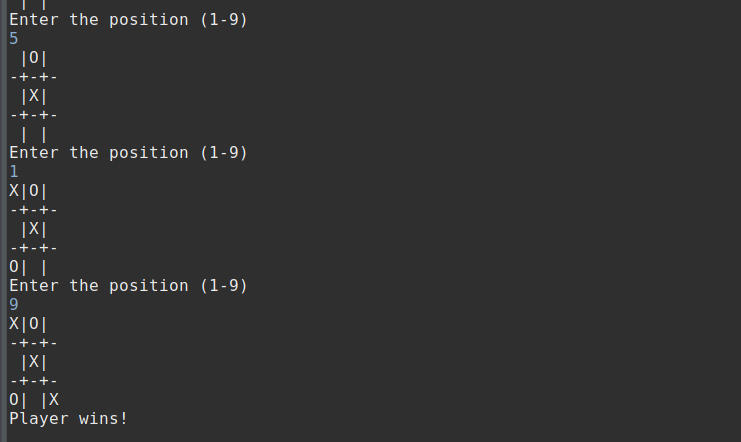 | |
Enter the position (1-9)
5
 |O|
-+-+-
 |X|
-+-+-
 | |
Enter the position (1-9)
1
X|O|
-+-+-
 |X|
-+-+-
O| |
Enter the position (1-9)
9
X|O|
-+-+-
 |X|
-+-+-
O| |X
Player wins!